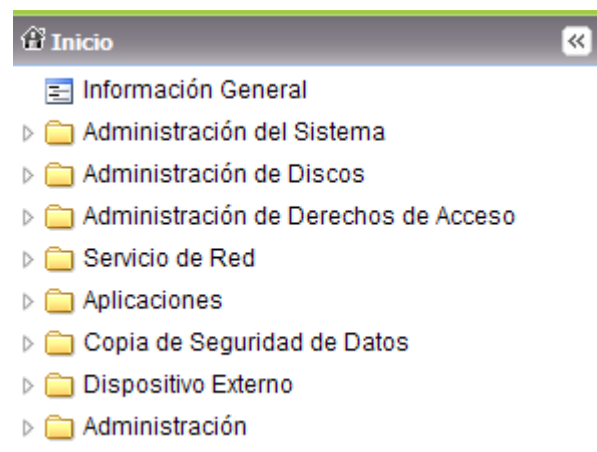 Inicio
Información General
Administración del Sistema
Administración de Discos
Administración de Derechos de Acceso
Servicio de Red
Aplicaciones
Copia de Seguridad de Datos
Dispositivo Externo
Administración